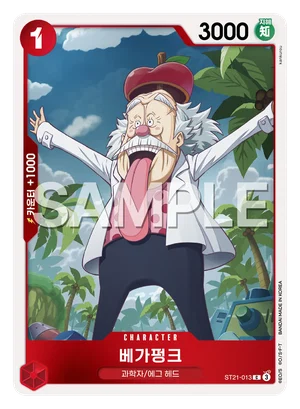 1
3000
지혜
知
카운터 +1000
SAMPLE
CHARACTER
베가펑크
과학자/에그 헤드
ST21-013 C 3
BANDAI MADE IN KOREA